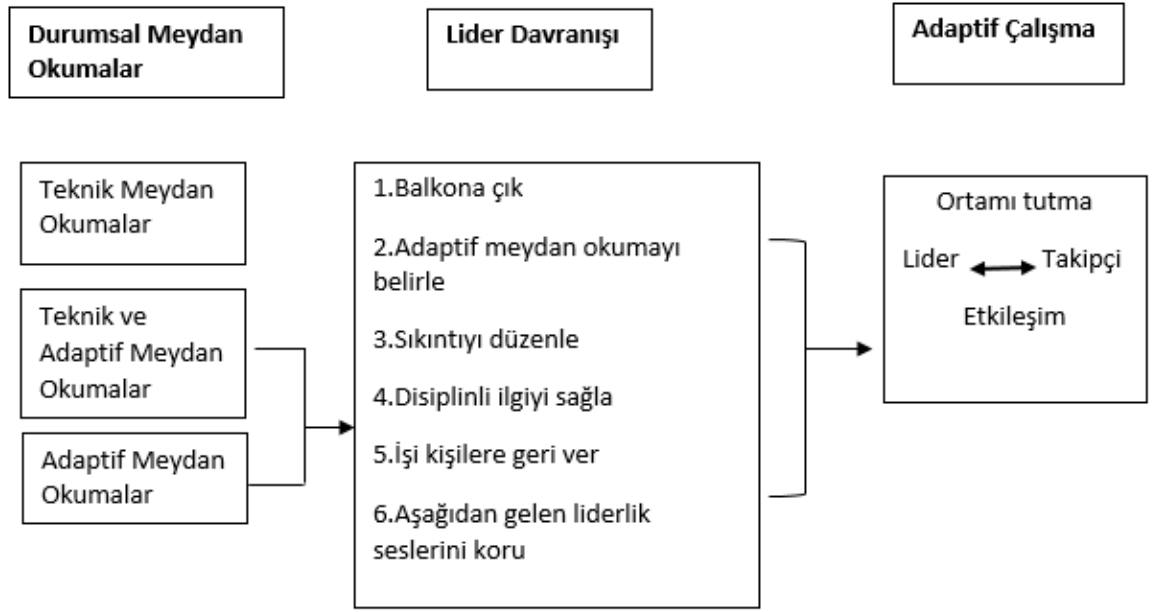 Durumsal Meydan
Okumalar
Lider Davranışı
Adaptif Çalışma
Teknik Meydan
Okumalar
Teknik ve
Adaptif Meydan
Okumalar
Adaptif Meydan
Okumalar
1.Balkona çık
2.Adaptif meydan okumayı
belirle
3.Sıkıntıyı düzenle
4.Disiplinli ilgiyi sağla
5.İşi kişilere geri ver
6.Aşağıdan gelen liderlik
seslerini koru
Ortamı tutma
Lider Takipçi
Etkileşim